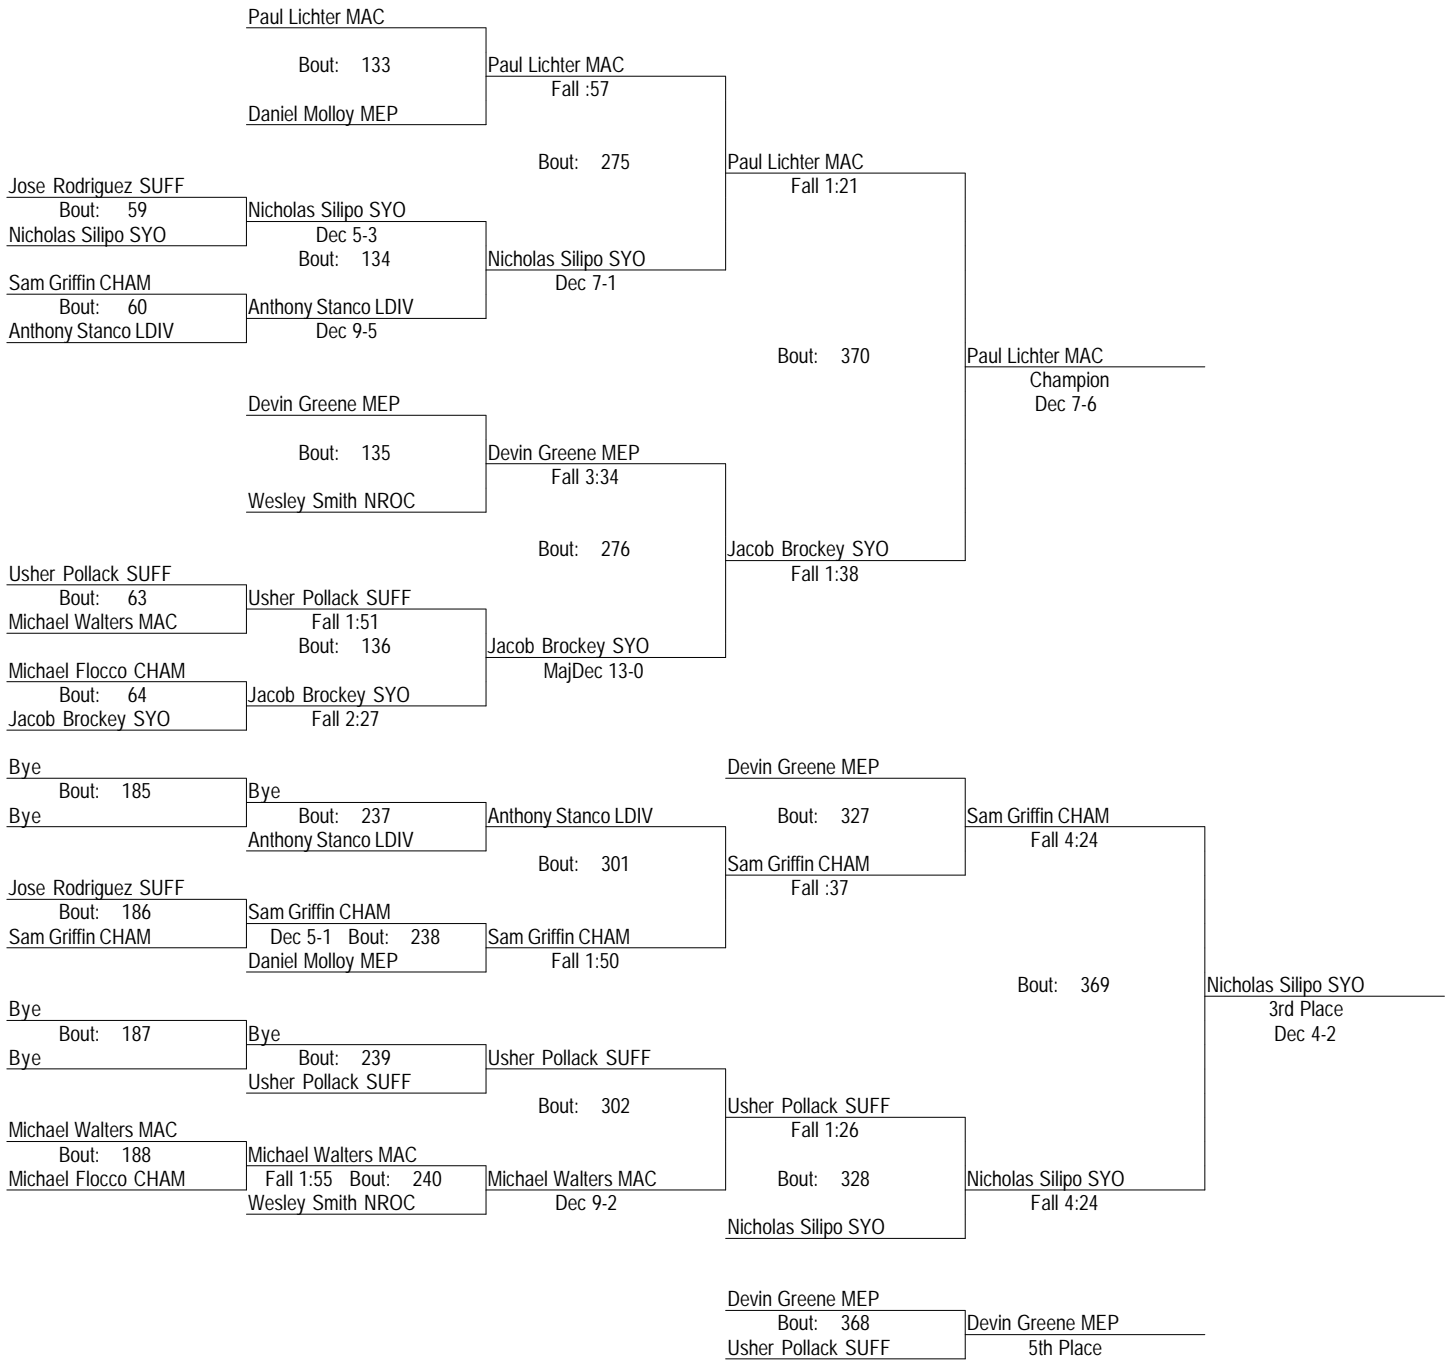 Paul Lichter MAC
Bout: 133
Paul Lichter MAC
Fall :57
Daniel Molloy MEP
Bout: 275
Paul Lichter MAC
Fall 1:21
Jose Rodriguez SUFF
Bout: 59
Nicholas Silipo SYO
Nicholas Silipo SYO
Dec 5-3
Bout: 134
Nicholas Silipo SYO
Dec 7-1
Sam Griffin CHAM
Bout: 60
Anthony Stanco LDIV
Anthony Stanco LDIV
Dec 9-5
Bout: 370
Paul Lichter MAC
Champion
Dec 7-6
Devin Greene MEP
Bout: 135
Devin Greene MEP
Fall 3:34
Wesley Smith NROC
Bout: 276
Jacob Brockey SYO
Fall 1:38
Usher Pollack SUFF
Bout: 63
Michael Walters MAC
Usher Pollack SUFF
Fall 1:51
Bout: 136
Jacob Brockey SYO
MajDec 13-0
Michael Flocco CHAM
Bout: 64
Jacob Brockey SYO
Jacob Brockey SYO
Fall 2:27
Bye
Bout: 185
Bye
Bye
Bout: 237
Anthony Stanco LDIV
Anthony Stanco LDIV
Devin Greene MEP
Bout: 327
Sam Griffin CHAM
Fall 4:24
Bout: 301
Sam Griffin CHAM
Fall :37
Jose Rodriguez SUFF
Bout: 186
Sam Griffin CHAM
Sam Griffin CHAM
Dec 5-1 Bout: 238
Daniel Molloy MEP
Sam Griffin CHAM
Fall 1:50
Bout: 369
Nicholas Silipo SYO
3rd Place
Dec 4-2
Bye
Bout: 187
Bye
Bye
Bout: 239
Usher Pollack SUFF
Usher Pollack SUFF
Bout: 302
Usher Pollack SUFF
Fall 1:26
Michael Walters MAC
Bout: 188
Michael Flocco CHAM
Michael Walters MAC
Fall 1:55 Bout: 240
Wesley Smith NROC
Michael Walters MAC
Dec 9-2
Bout: 328
Nicholas Silipo SYO
Nicholas Silipo SYO
Fall 4:24
Devin Greene MEP
Bout: 368
Usher Pollack SUFF
Devin Greene MEP
5th Place